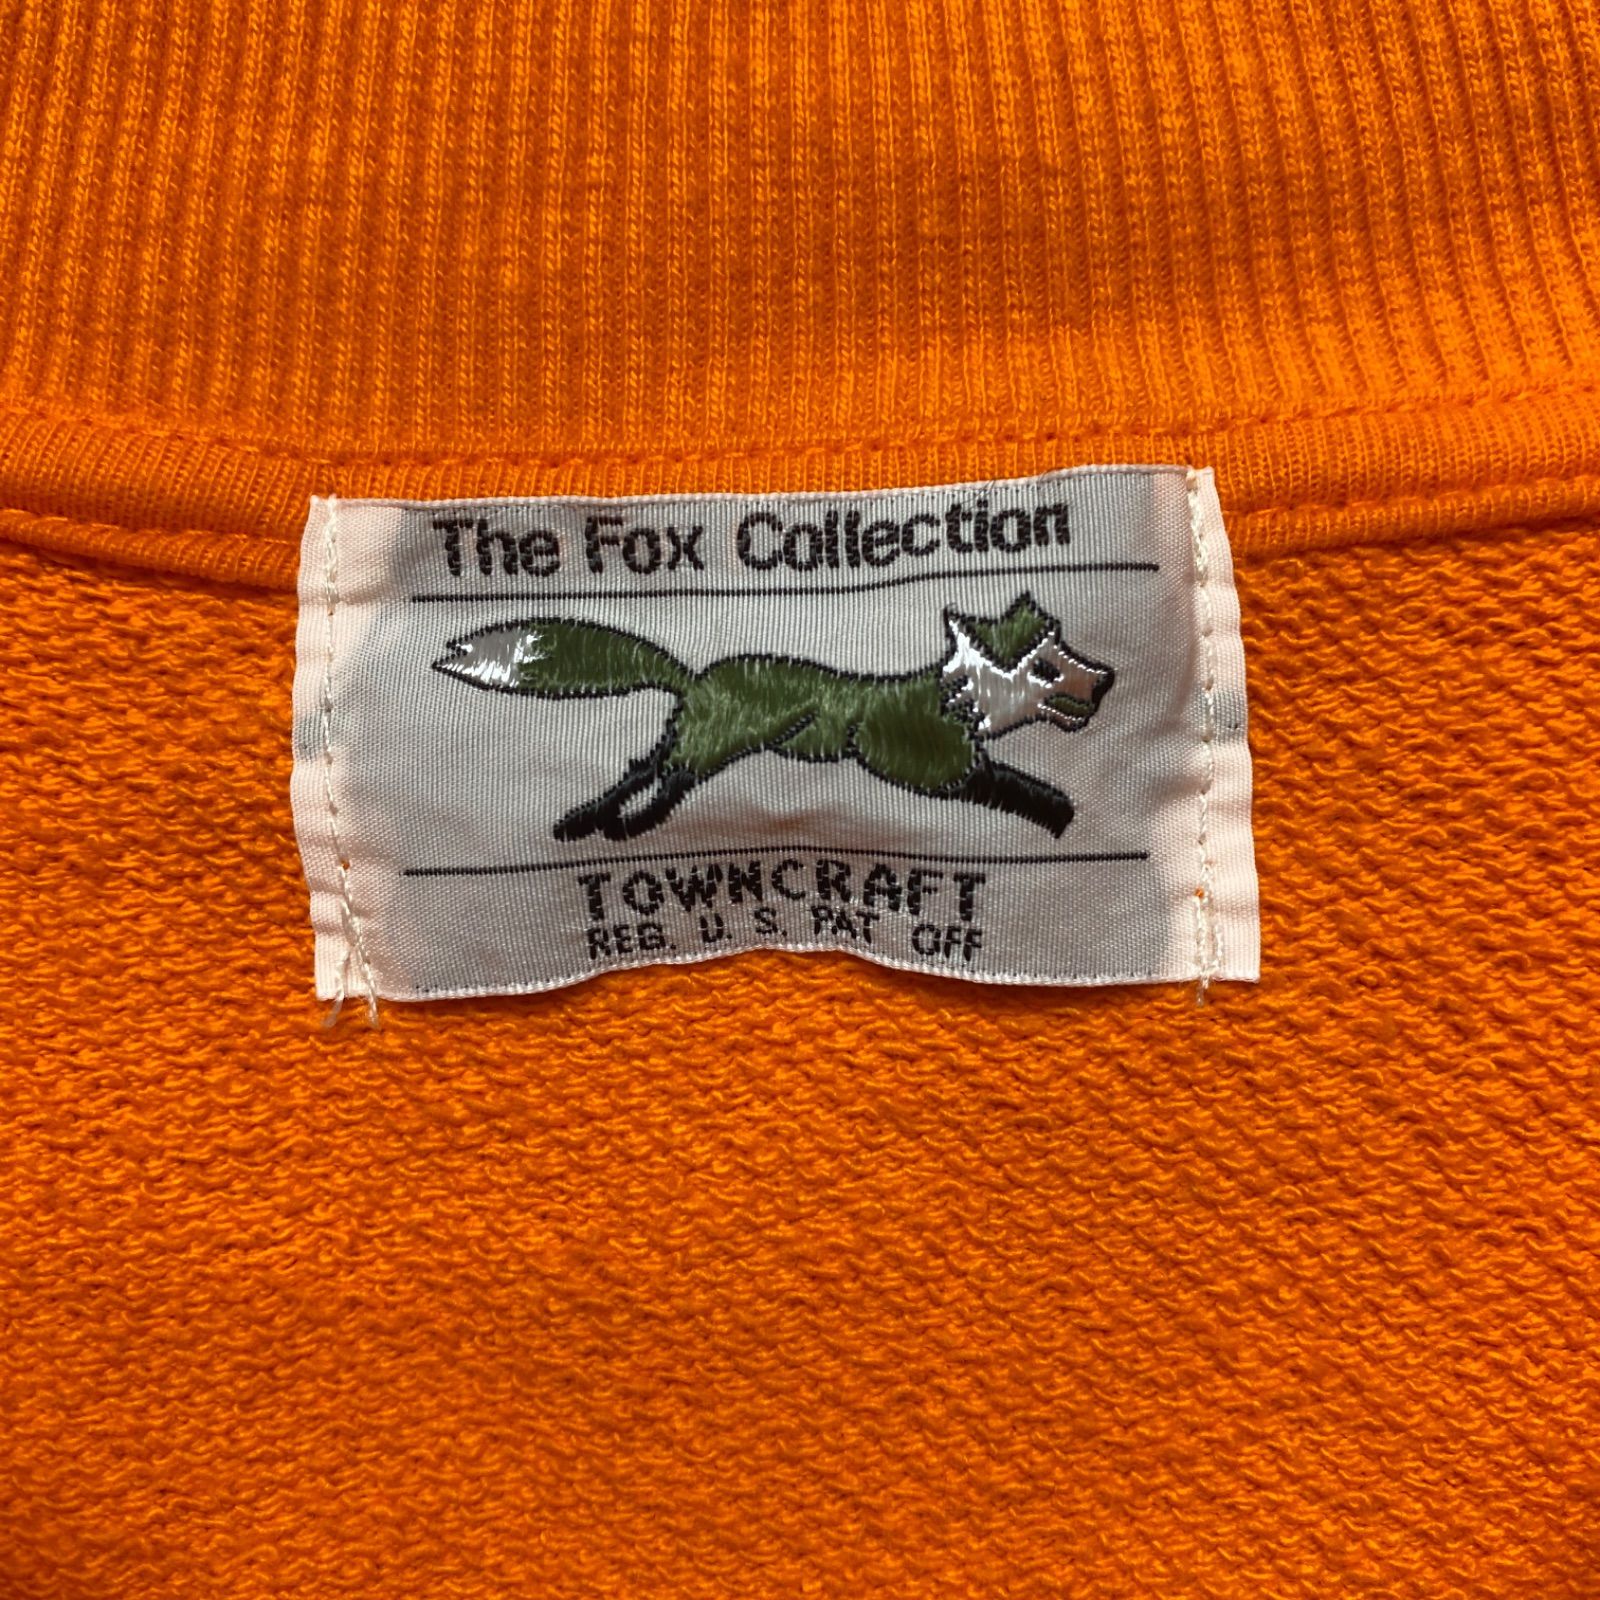 The Fox Collection
TOWNCRAFT
REG. U. S. PAT OFF